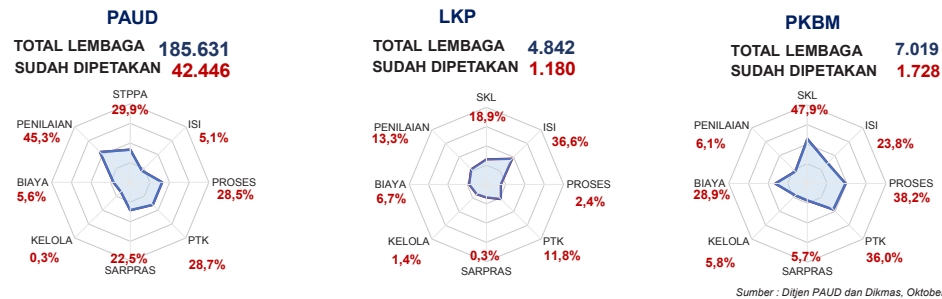 PAUD
TOTAL LEMBAGA 185.631
SUDAH DIPETAKAN 42.446
STPPA
29,9%
PENILAIAN
45,3%
ISI
5,1%
BIAYA
5,6%
PROSES
28,5%
KELOLA
0,3%
PTK
28,7%
22,5%
SARPRAS
LKP
TOTAL LEMBAGA 4.842
SUDAH DIPETAKAN 1.180
SKL
18,9%
PENILAIAN
13,3%
ISI
36,6%
BIAYA
6,7%
PROSES
2,4%
KELOLA
1,4%
PTK
11,8%
0,3%
SARPRAS
PKBM
TOTAL LEMBAGA 7.019
SUDAH DIPETAKAN 1.728
SKL
47,9%
PENILAIAN
6,1%
ISI
23,8%
BIAYA
28,9%
PROSES
38,2%
KELOLA
5,8%
PTK
36,0%
5,7%
SARPRAS
Sumber : Ditjen PAUD dan Dikmas, Oktober